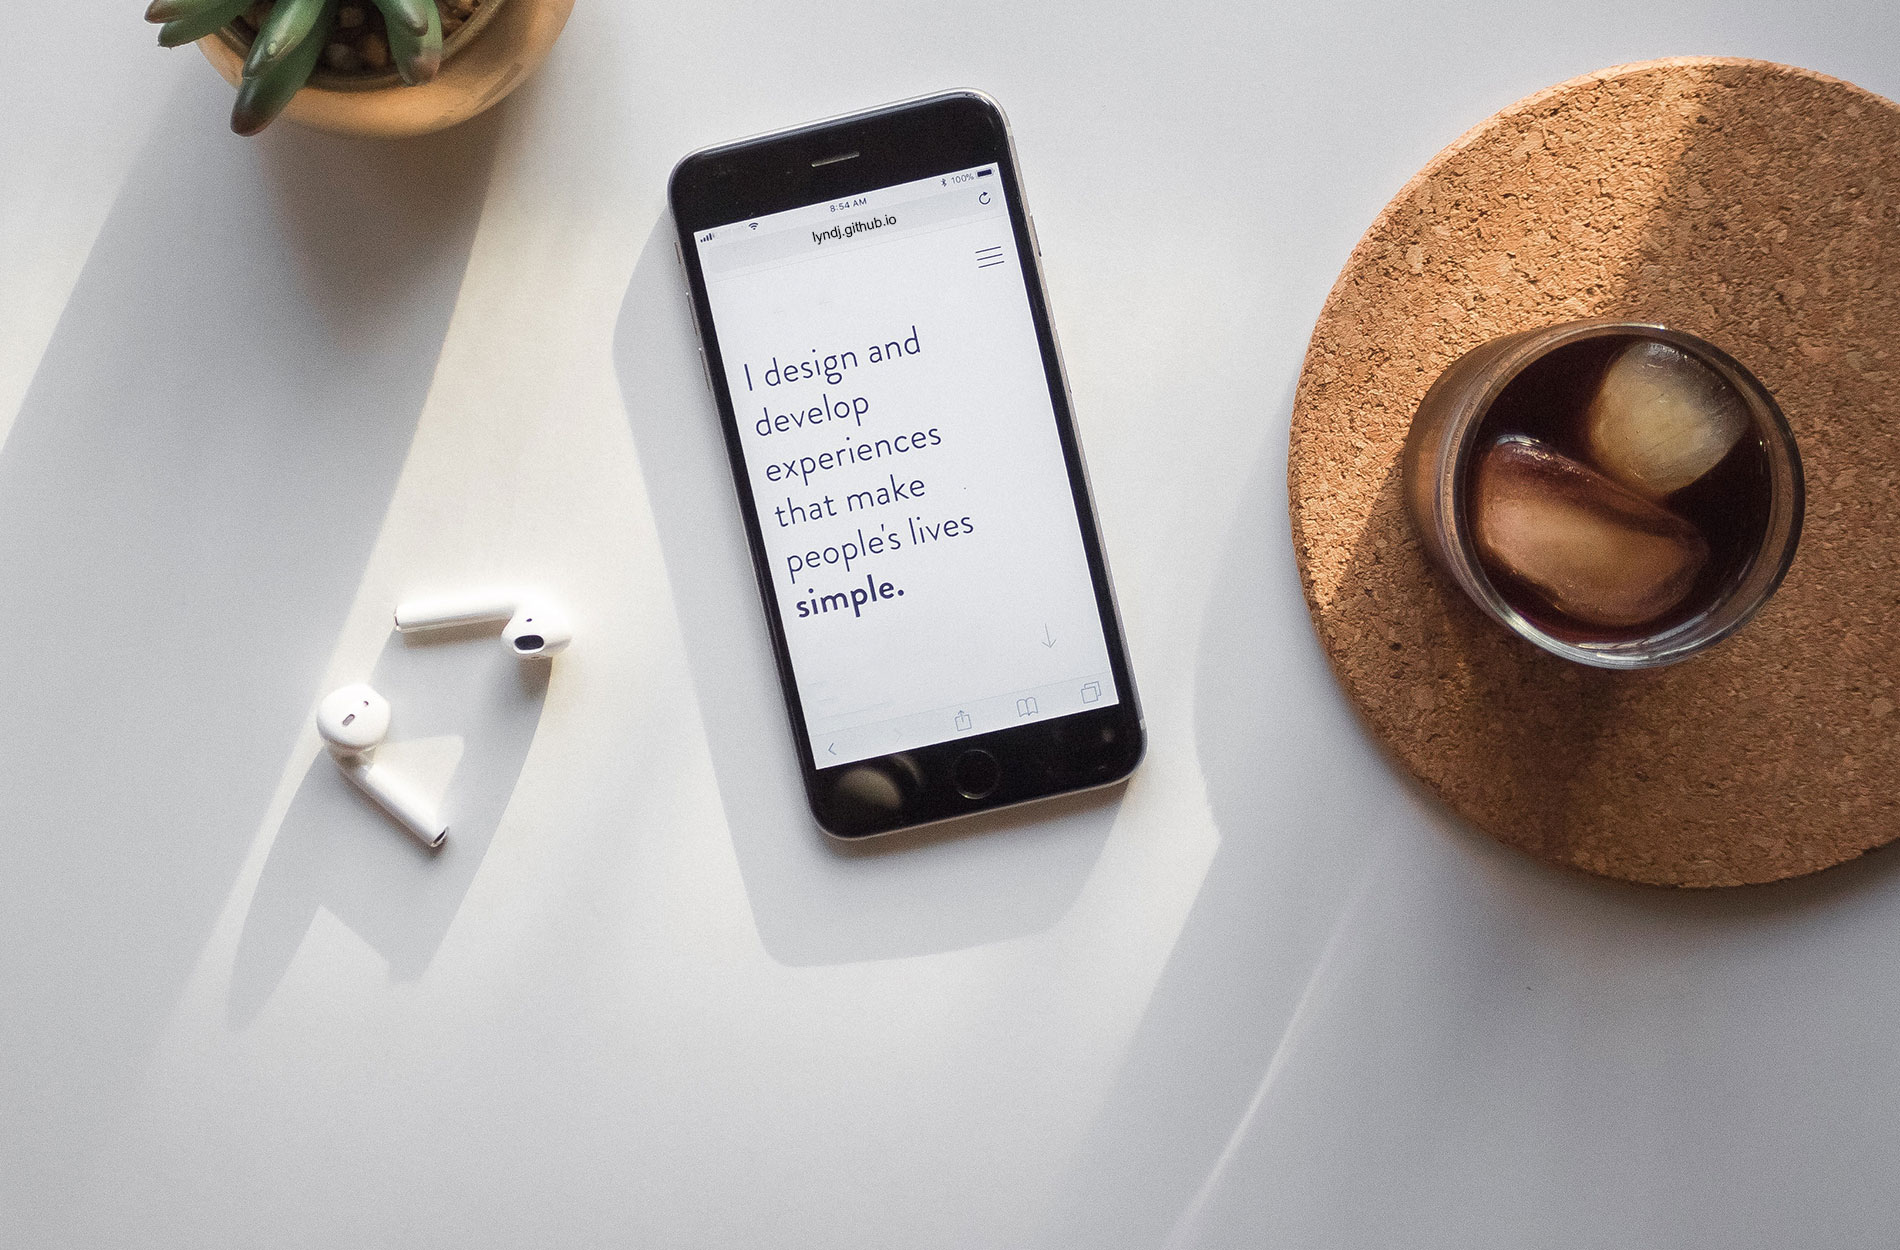 8:54 AM
100%
lyndj.github.io
I design and
develop
experiences
that make
people's lives
simple.